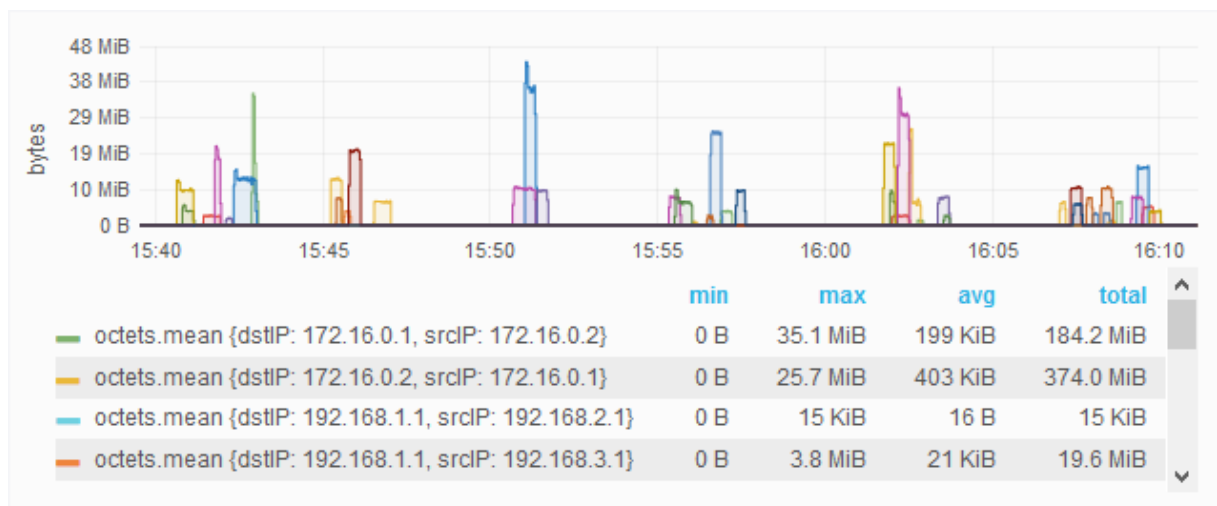 48 MiB
38 MiB
29 MiB
19 MiB
10 MiB
0 B
bytes
15:40 15:45 15:50 15:55 16:00 16:05 16:10
min max avg total
octets.mean {dstIP: 172.16.0.1, srcIP: 172.16.0.2} 0 B 35.1 MiB 199 KiB 184.2 MiB
octets.mean {dstIP: 172.16.0.2, srcIP: 172.16.0.1} 0 B 25.7 MiB 403 KiB 374.0 MiB
octets.mean {dstIP: 192.168.1.1, srcIP: 192.168.2.1} 0 B 15 KiB 16 B 15 KiB
octets.mean {dstIP: 192.168.1.1, srcIP: 192.168.3.1} 0 B 3.8 MiB 21 KiB 19.6 MiB